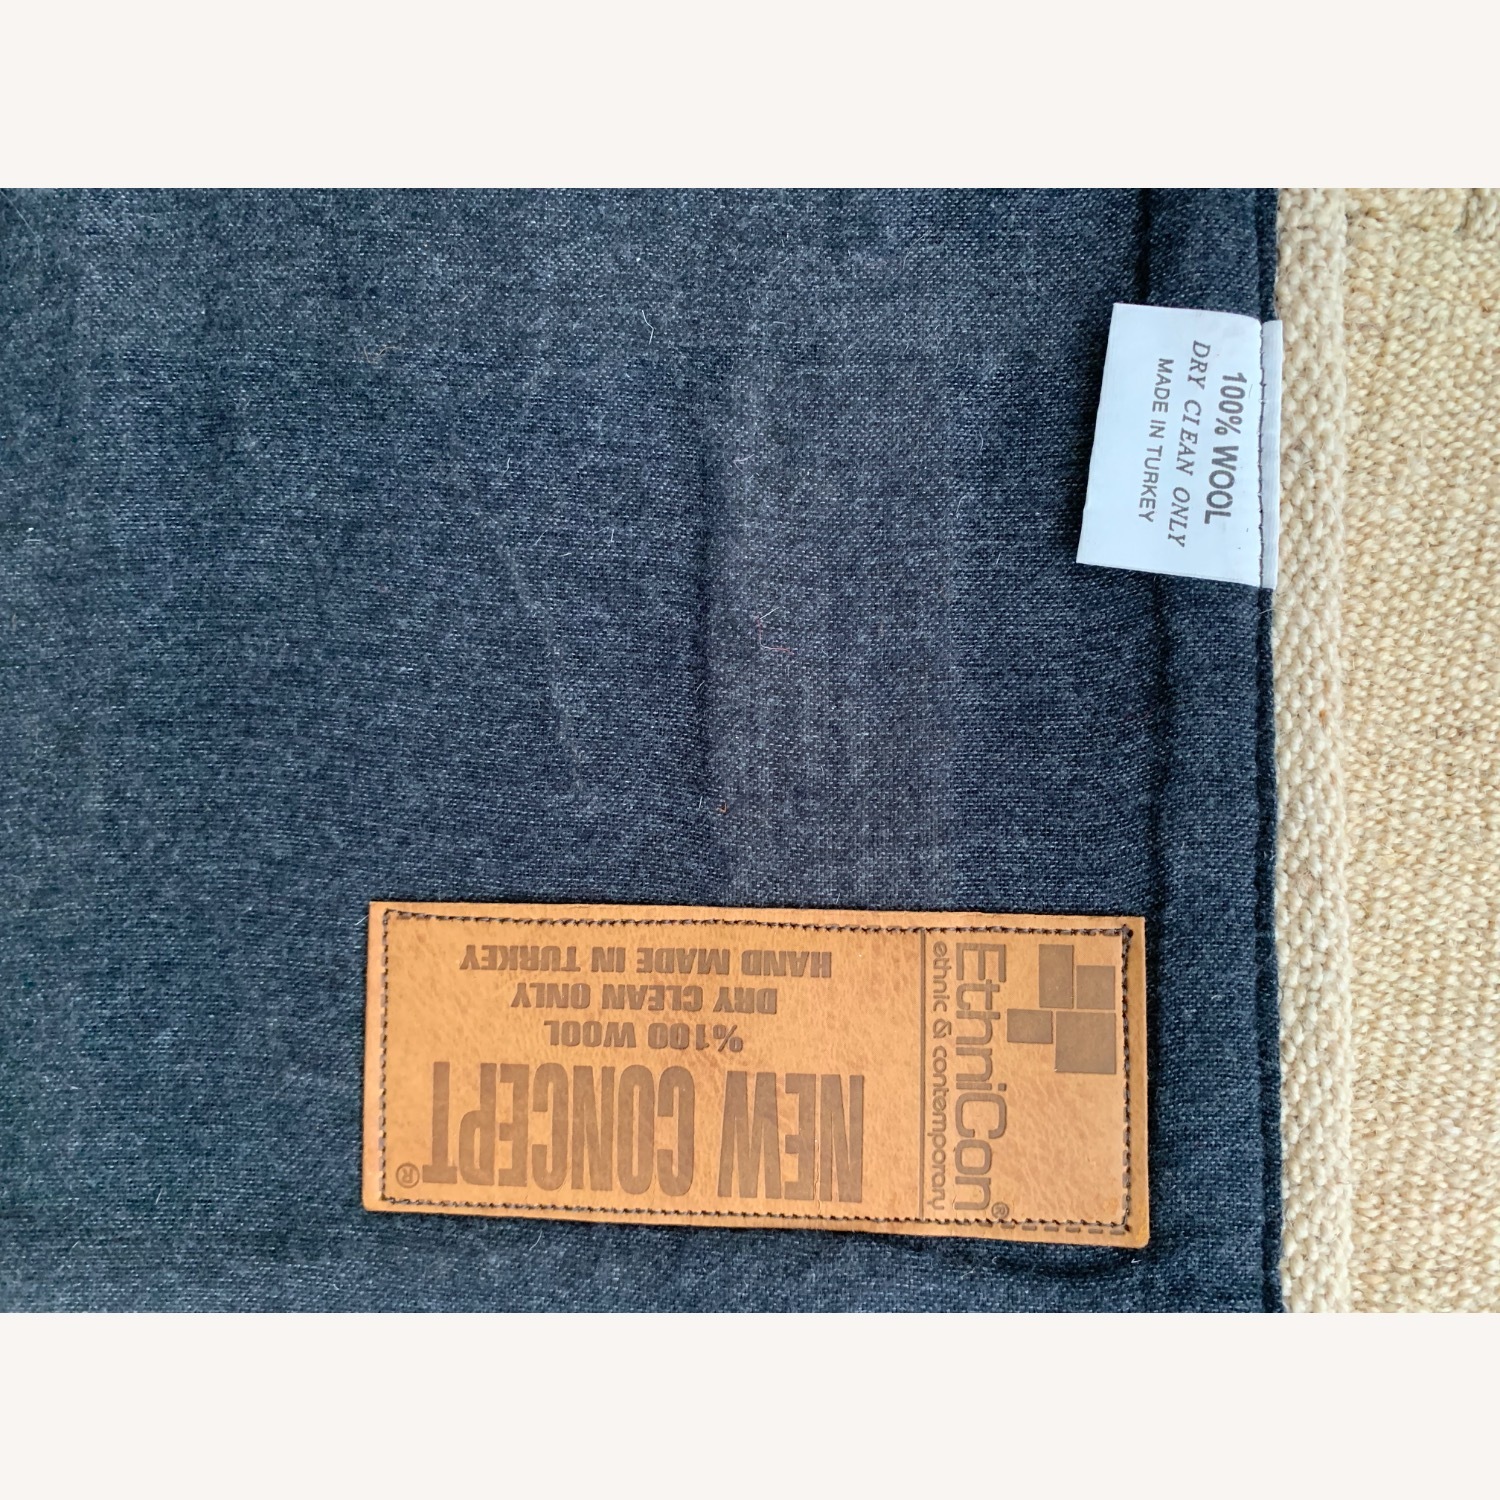 100% WOOL
DRY CLEAN ONLY
MADE IN TURKEY
NEW CONCEPT®
%100 WOOL
DRY CLEAN ONLY
HAND MADE IN TURKEY
EthniCon®
ethnic & contemporary